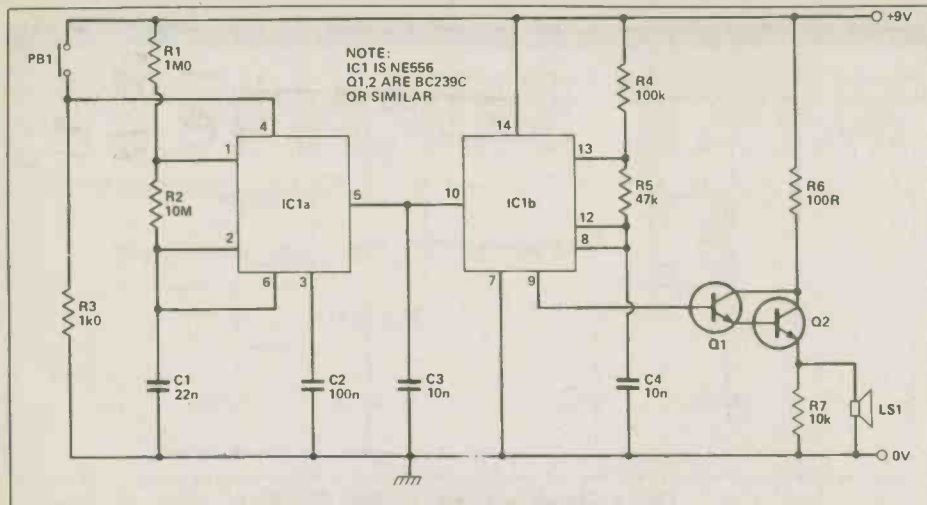 +9V
PB1
R1
1M0
NOTE:
IC1 IS NE556
Q1,2 ARE BC239C
OR SIMILAR
R4
100k
4
14
1
13
R2
10M
IC1a
5
10
IC1b
R5
47k
R6
100R
12
2
8
6
3
7
9
R3
1k0
Q1
Q2
C1
22n
C2
100n
C3
10n
C4
10n
R7
10k
LS1
0V